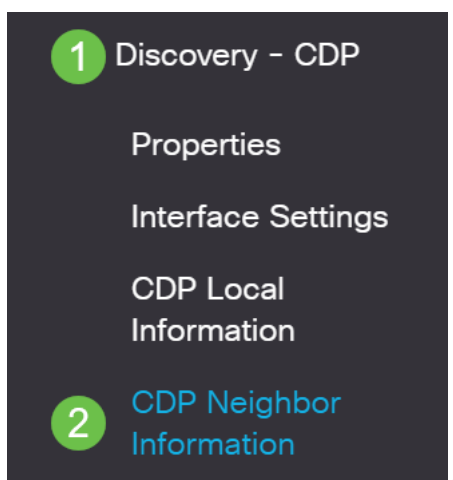 1 Discovery - CDP
Properties
Interface Settings
CDP Local
Information
CDP Neighbor
2
Information